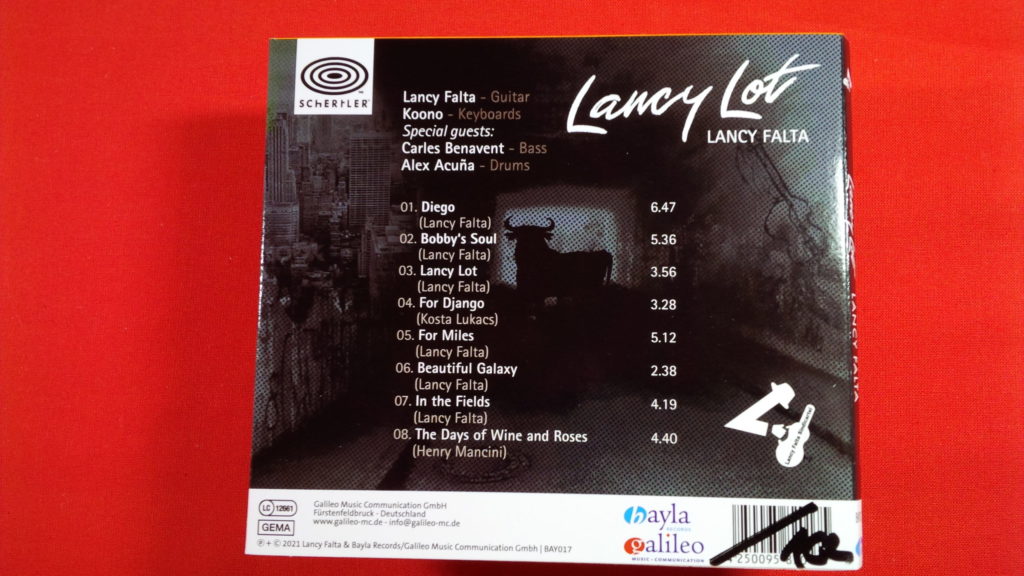 SCHERTLER
Lancy Falta - Guitar
Koono - Keyboards
Special guests:
Carles Benavent - Bass
Alex Acuña - Drums
Lancy Lot
LANCY FALTA
01. Diego 6.47
(Lancy Falta)
02. Bobby's Soul 5.36
(Lancy Falta)
03. Lancy Lot 3.56
(Lancy Falta)
04. For Django 3.28
(Kosta Lukacs)
05. For Miles 5.12
(Lancy Falta)
06. Beautiful Galaxy 2.38
(Lancy Falta)
07. In the Fields 4.19
(Lancy Falta)
08. The Days of Wine and Roses 4.40
(Henry Mancini)
LANCY FALTA
LC 12661
GEMA
Galileo Music Communication GmbH
Fürstenfeldbruck - Deutschland
www.galileo-mc.de - info@galileo-mc.de
℗ + © 2021 Lancy Falta & Bayla Records/Galileo Music Communication GmbH | BAY017
bayla
RECORDS
galileo
MUSIC COMMUNICATION